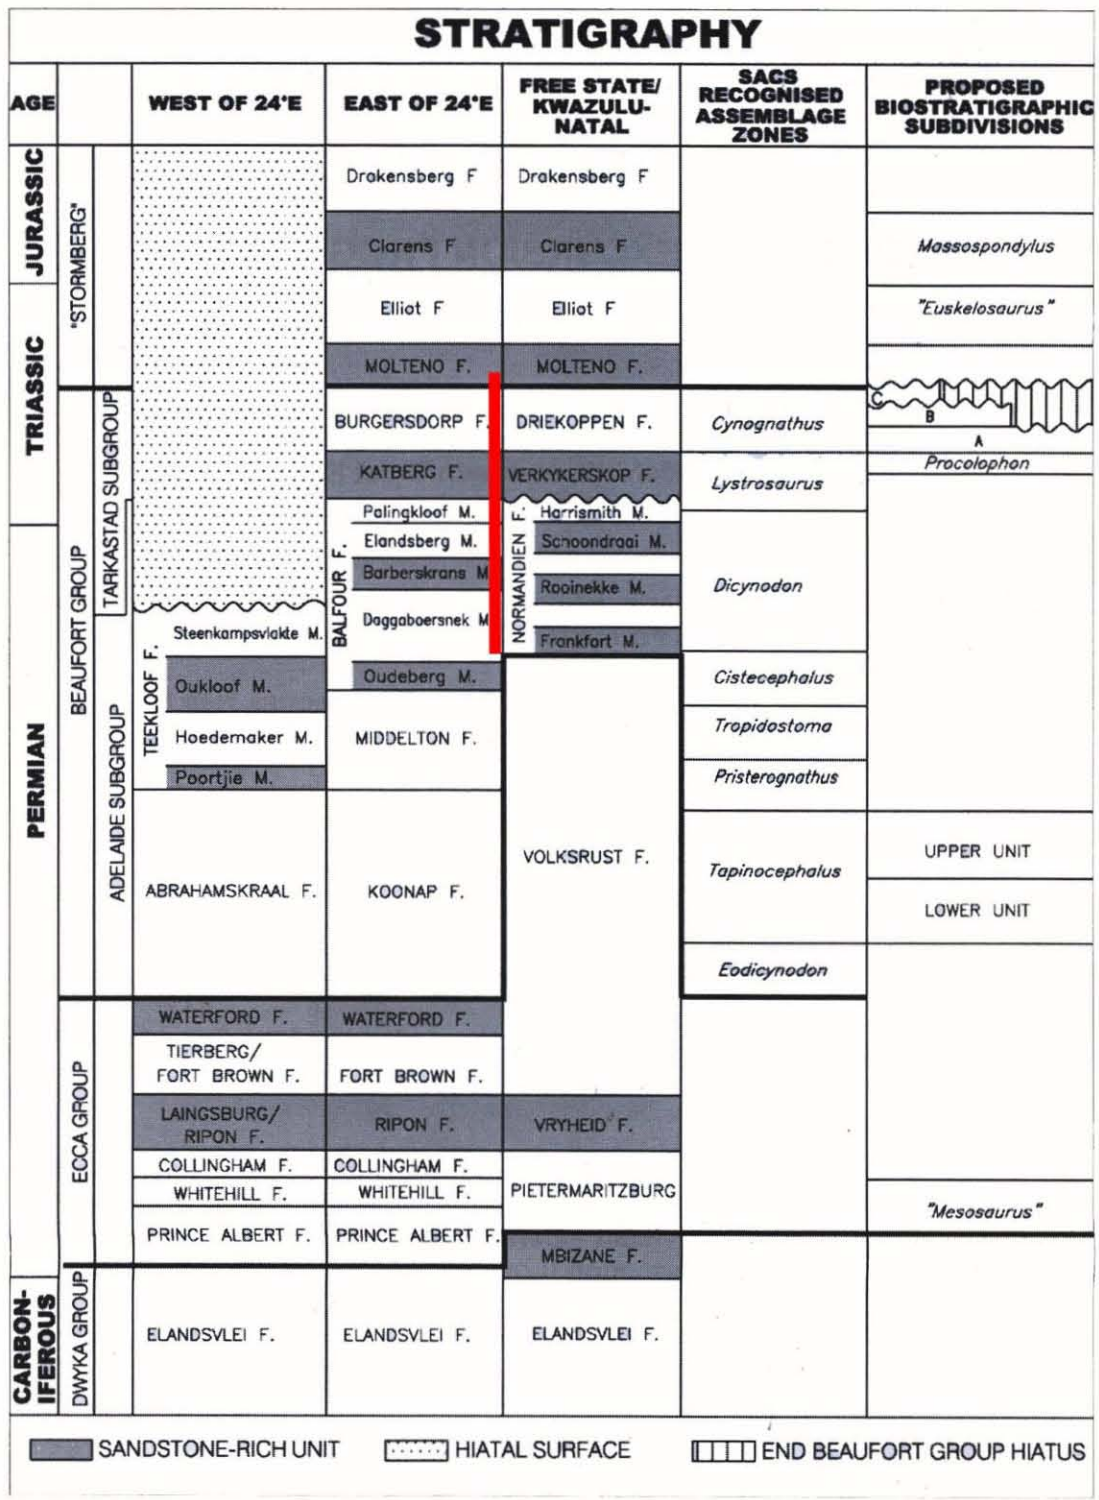 STRATIGRAPHY
AGE
WEST OF 24°E
EAST OF 24°E
FREE STATE/
KWAZULU-
NATAL
SACS
RECOGNISED
ASSEMBLAGE
ZONES
PROPOSED
BIOSTRATIGRAPHIC
SUBDIVISIONS
JURASSIC
TRIASSIC
PERMIAN
CARBON-
IFEROUS
"STORMBERG"
BEAUFORT GROUP
ECCA GROUP
DWYKA GROUP
TARKASTAD SUBGROUP
ADELAIDE SUBGROUP
Steenkampsvlakte M.
TEEKLOOF F.
Oukloof M.
Hoedemaker M.
Poortjie M.
ABRAHAMSKRAAL F.
WATERFORD F.
TIERBERG/
FORT BROWN F.
LAINGSBURG/
RIPON F.
COLLINGHAM F.
WHITEHILL F.
PRINCE ALBERT F.
ELANDSVLEI F.
Drakensberg F
Clarens F
Elliot F
MOLTENO F.
BURGERSDORP F.
KATBERG F.
BALFOUR F.
Palingkloof M.
Elandsberg M.
Barberskrans M
Daggaboersnek M
Oudeberg M.
MIDDELTON F.
KOONAP F.
WATERFORD F.
FORT BROWN F.
RIPON F.
COLLINGHAM F.
WHITEHILL F.
PRINCE ALBERT F.
ELANDSVLEI F.
Drakensberg F
Clarens F
Elliot F
MOLTENO F.
DRIEKOPPEN F.
VERKYKERSKOP F.
NORMANDIEN F.
Harrismith M.
Schoondraai M.
Rooinekke M.
Frankfort M.
VOLKSRUST F.
VRYHEID F.
PIETERMARITZBURG
MBIZANE F.
ELANDSVLEI F.
Cynognathus
Lystrosaurus
Dicynodon
Cistecephalus
Tropidostoma
Pristerognathus
Tapinocephalus
Eodicynodon
Massospondylus
"Euskelosaurus"
C
B
A
Procolophon
UPPER UNIT
LOWER UNIT
"Mesosaurus"
SANDSTONE-RICH UNIT
HIATAL SURFACE
END BEAUFORT GROUP HIATUS